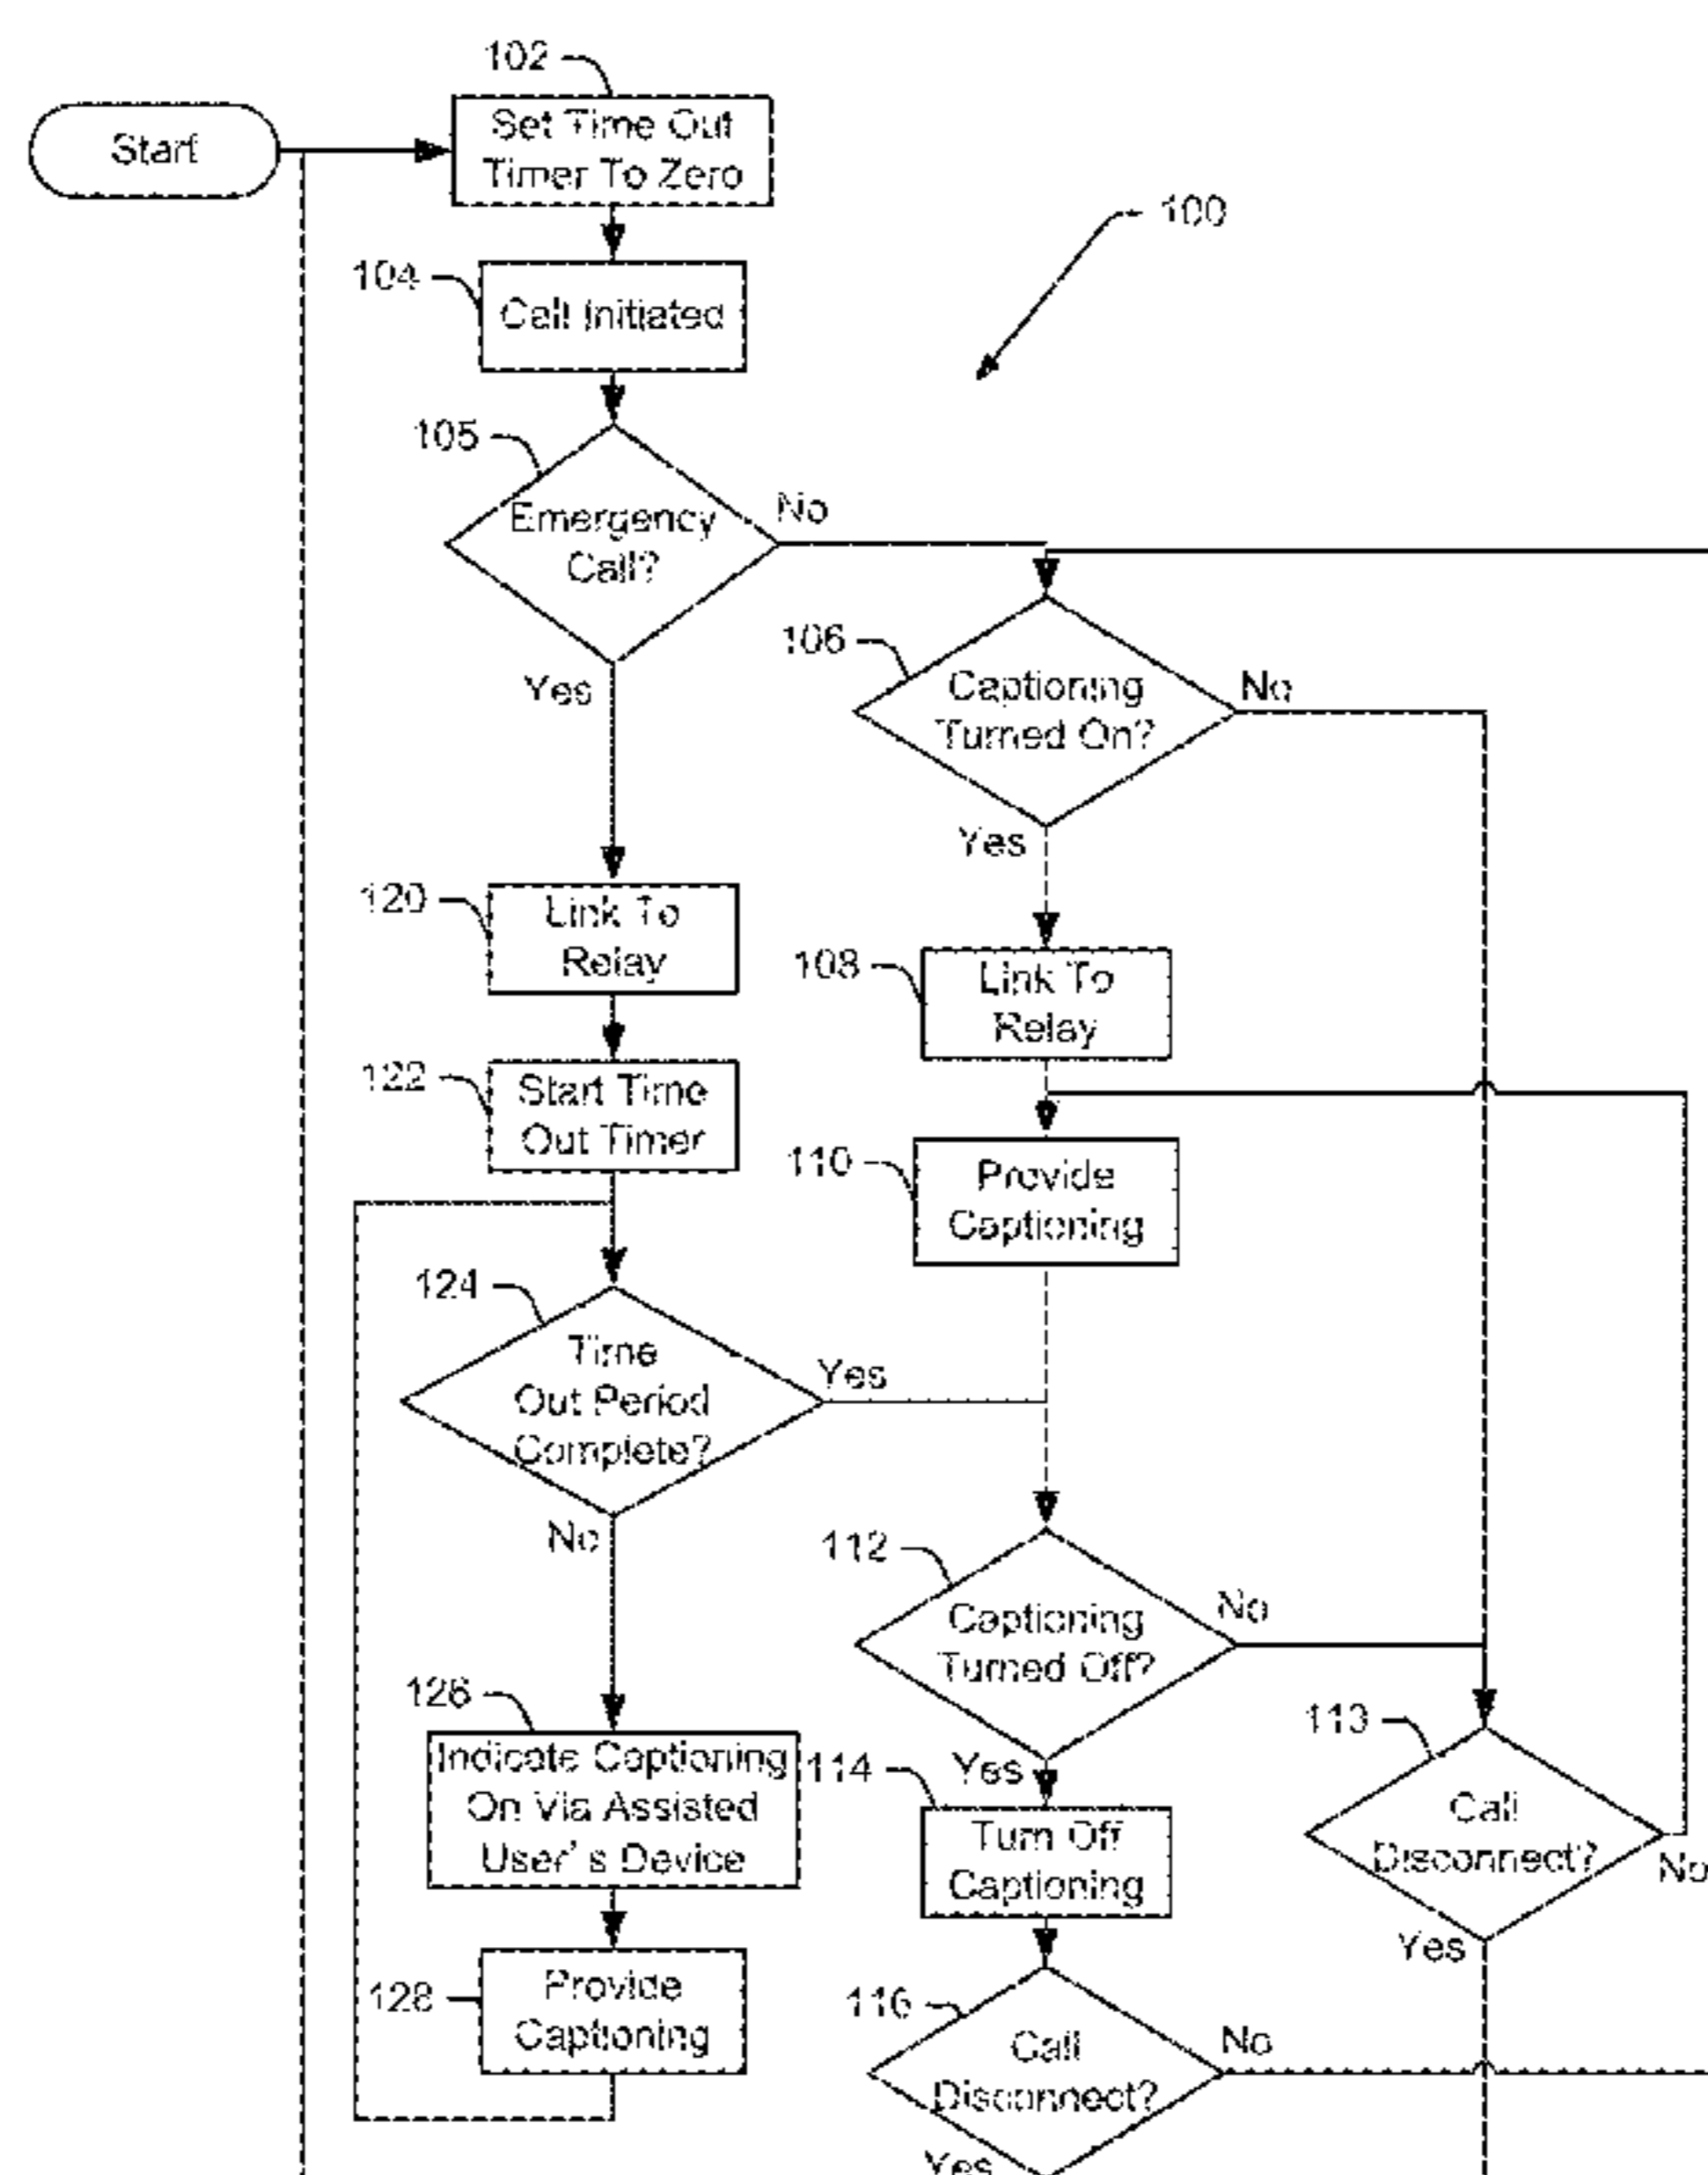 102
Start
Set Time Out
Timer To Zero
100
104
Call Initiated
105
Emergency
Call?
No
Yes
106
Captioning
Turned On?
No
Yes
120
Link To
Relay
108
Link To
Relay
122
Start Time
Out Timer
110
Provide
Captioning
124
Time
Out Period
Complete?
Yes
No
112
Captioning
Turned Off?
No
Yes
126
Indicate Captioning
On Via Assisted
User's Device
114
Turn Off
Captioning
113
Call
Disconnect?
No
Yes
128
Provide
Captioning
116
Call
Disconnect?
No
Yes